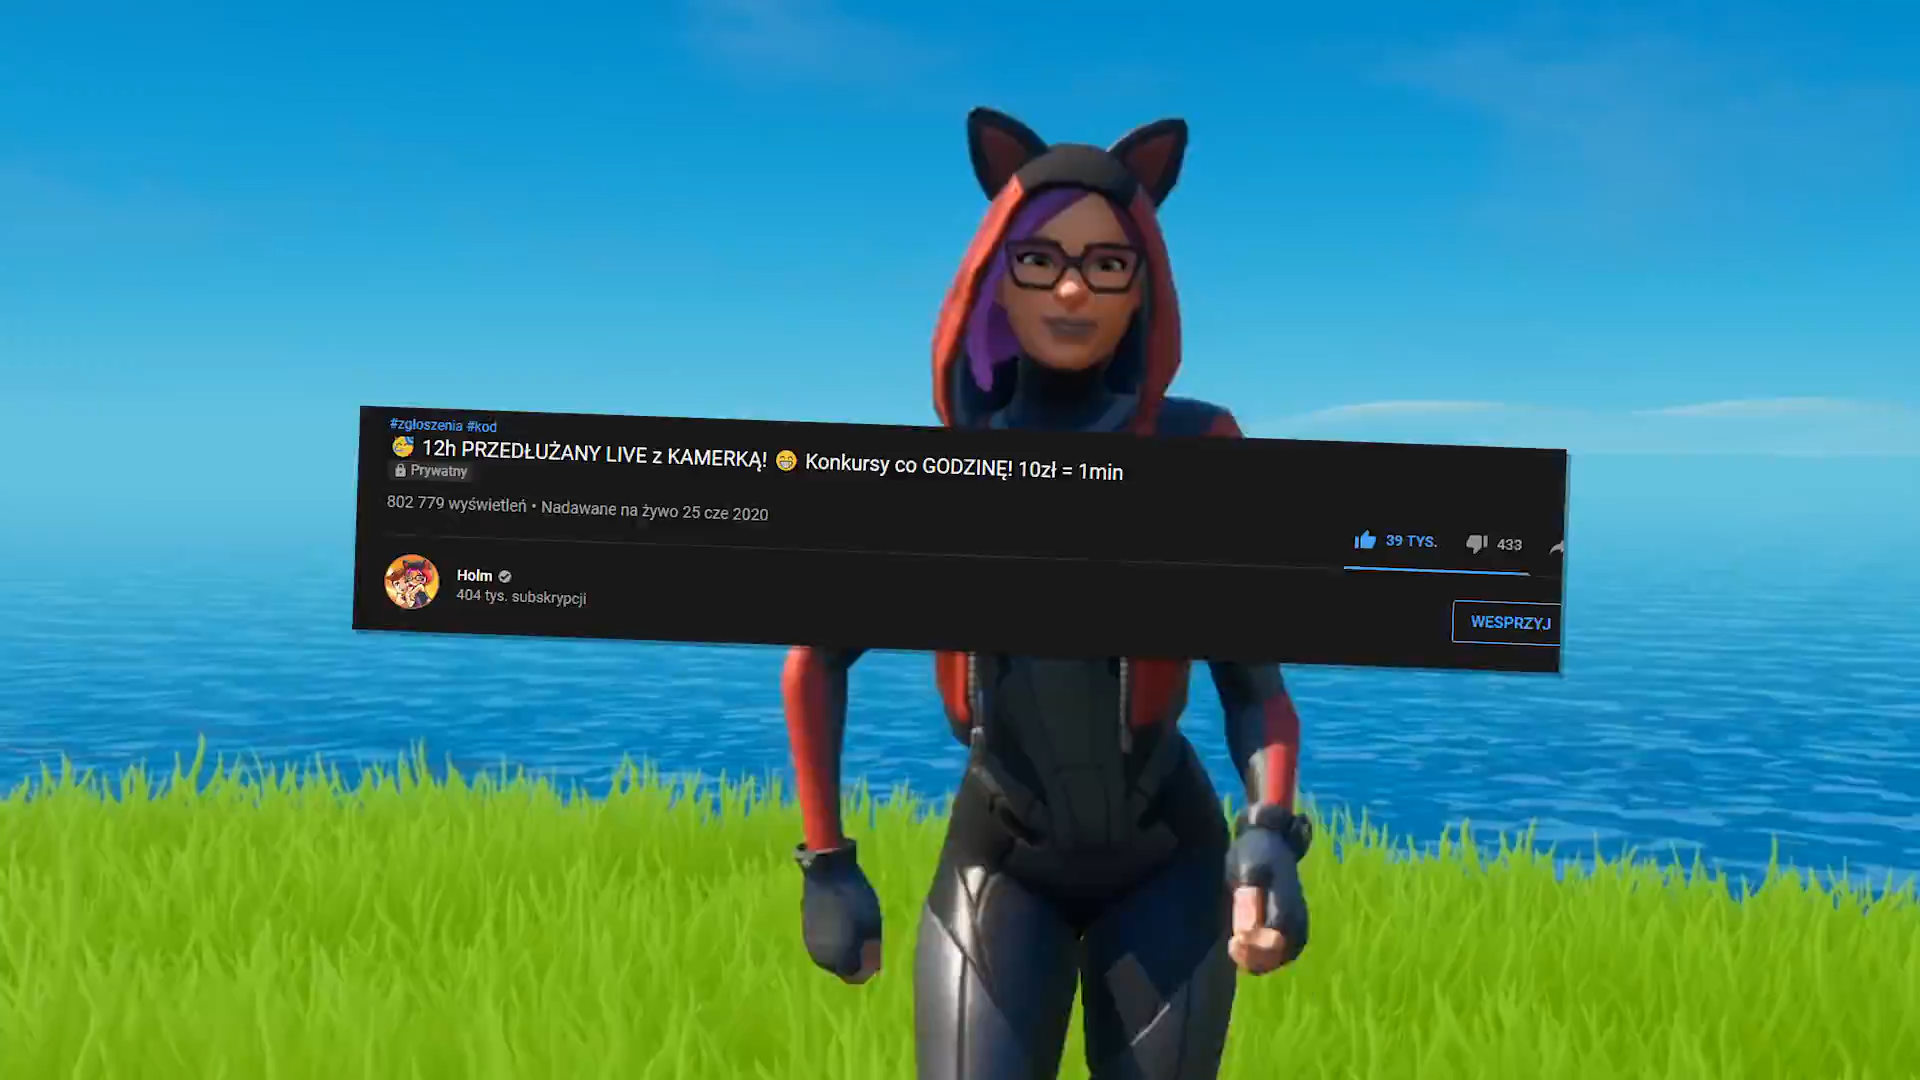 #zgłoszenia #kod
🥳 12h PRZEDŁUŻANY LIVE z KAMERKĄ! 😁 Konkursy co GODZINĘ! 10zł = 1min
Prywatny
802 779 wyświetleń • Nadawane na żywo 25 cze 2020
39 TYS. 433
Holm
404 tys. subskrypcji
WESPRZYJ